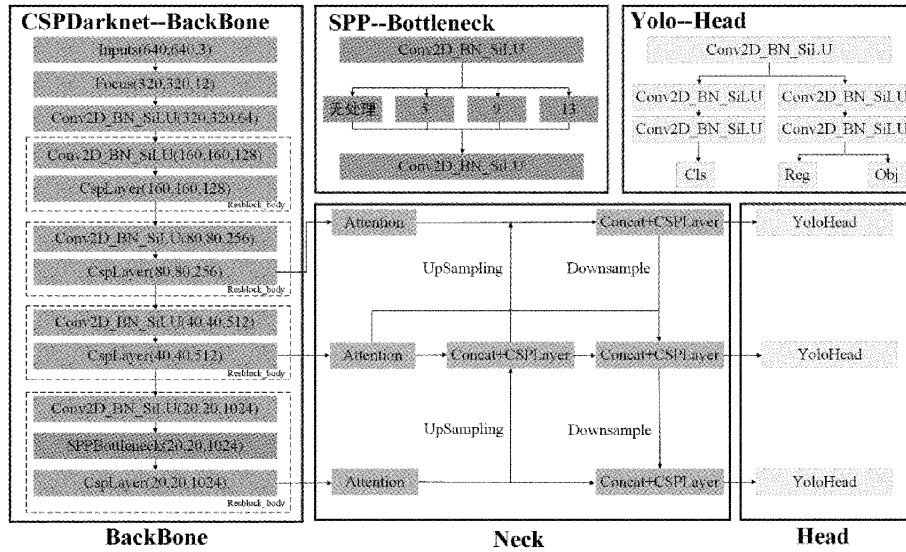 CSPDarknet--BackBone
Inputs(640,640,3)
Focus(320,320,12)
Conv2D_BN_SiLU(320,320,64)
Conv2D_BN_SiLU(160,160,128)
CspLayer(160,160,128)
Resblock_body
Conv2D_BN_SiLU(80,80,256)
CspLayer(80,80,256)
Resblock_body
Conv2D_BN_SiLU(40,40,512)
CspLayer(40,40,512)
Resblock_body
Conv2D_BN_SiLU(20,20,1024)
SPPBottleneck(20,20,1024)
CspLayer(20,20,1024)
Resblock_body
BackBone
SPP--Bottleneck
Conv2D_BN_SiLU
无处理 5 9 13
Conv2D_BN_SiLU
Yolo--Head
Conv2D_BN_SiLU
Conv2D_BN_SiLU Conv2D_BN_SiLU
Conv2D_BN_SiLU Conv2D_BN_SiLU
Cls Reg Obj
Attention Concat+CSPLayer
UpSampling Downsample
Attention Concat+CSPLayer Concat+CSPLayer
UpSampling Downsample
Attention Concat+CSPLayer
Neck
YoloHead
YoloHead
YoloHead
Head